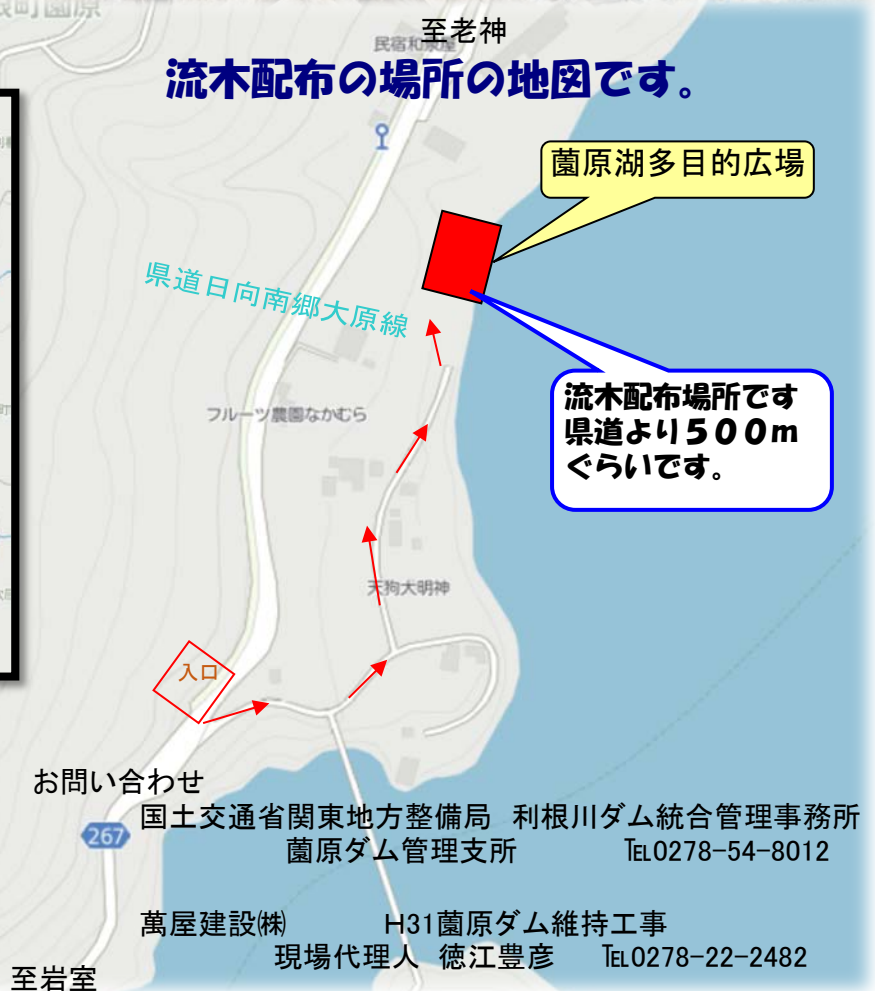 至老神
民宿和泉屋
流木配布の場所の地図です。
薗原湖多目的広場
県道日向南郷大原線
流木配布場所です
県道より500m
ぐらいです。
フルーツ農園なかむら
天狗大明神
入口
お問い合わせ
国土交通省関東地方整備局 利根川ダム統合管理事務所
267
薗原ダム管理支所 ℡0278-54-8012
萬屋建設㈱ H31薗原ダム維持工事
現場代理人 徳江豊彦 ℡0278-22-2482
至岩室